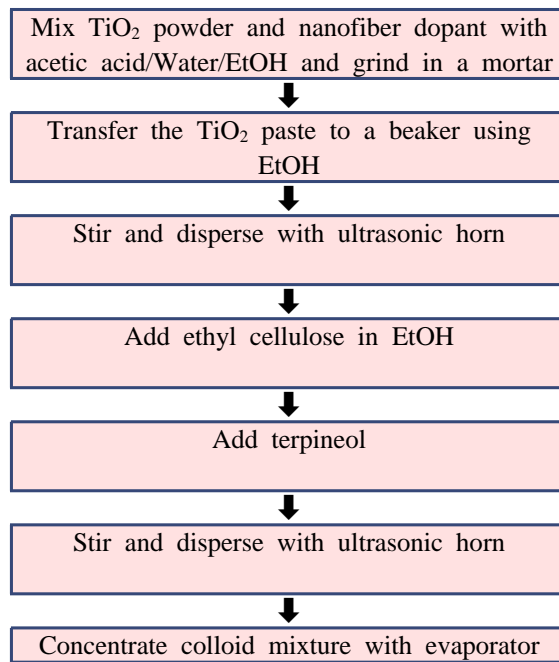 Mix TiO₂ powder and nanofiber dopant with
acetic acid/Water/EtOH and grind in a mortar
Transfer the TiO₂ paste to a beaker using
EtOH
Stir and disperse with ultrasonic horn
Add ethyl cellulose in EtOH
Add terpineol
Stir and disperse with ultrasonic horn
Concentrate colloid mixture with evaporator